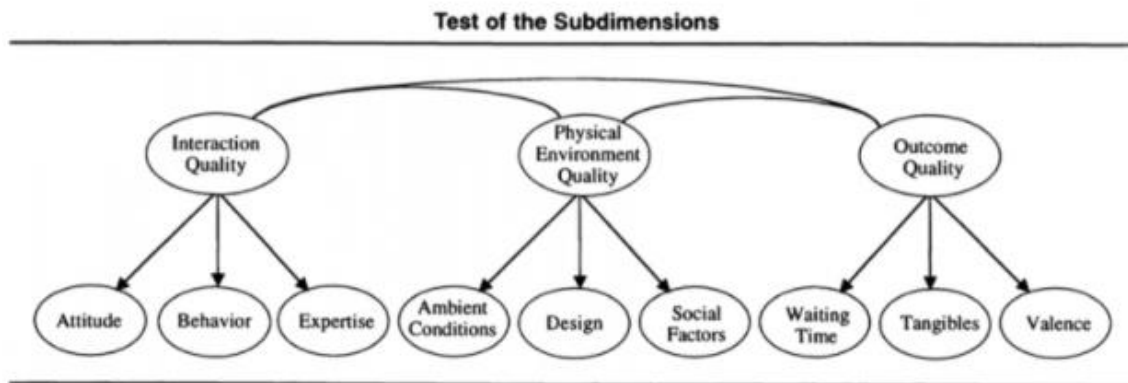 Test of the Subdimensions
Interaction
Quality
Physical
Environment
Quality
Outcome
Quality
Attitude
Behavior
Expertise
Ambient
Conditions
Design
Social
Factors
Waiting
Time
Tangibles
Valence